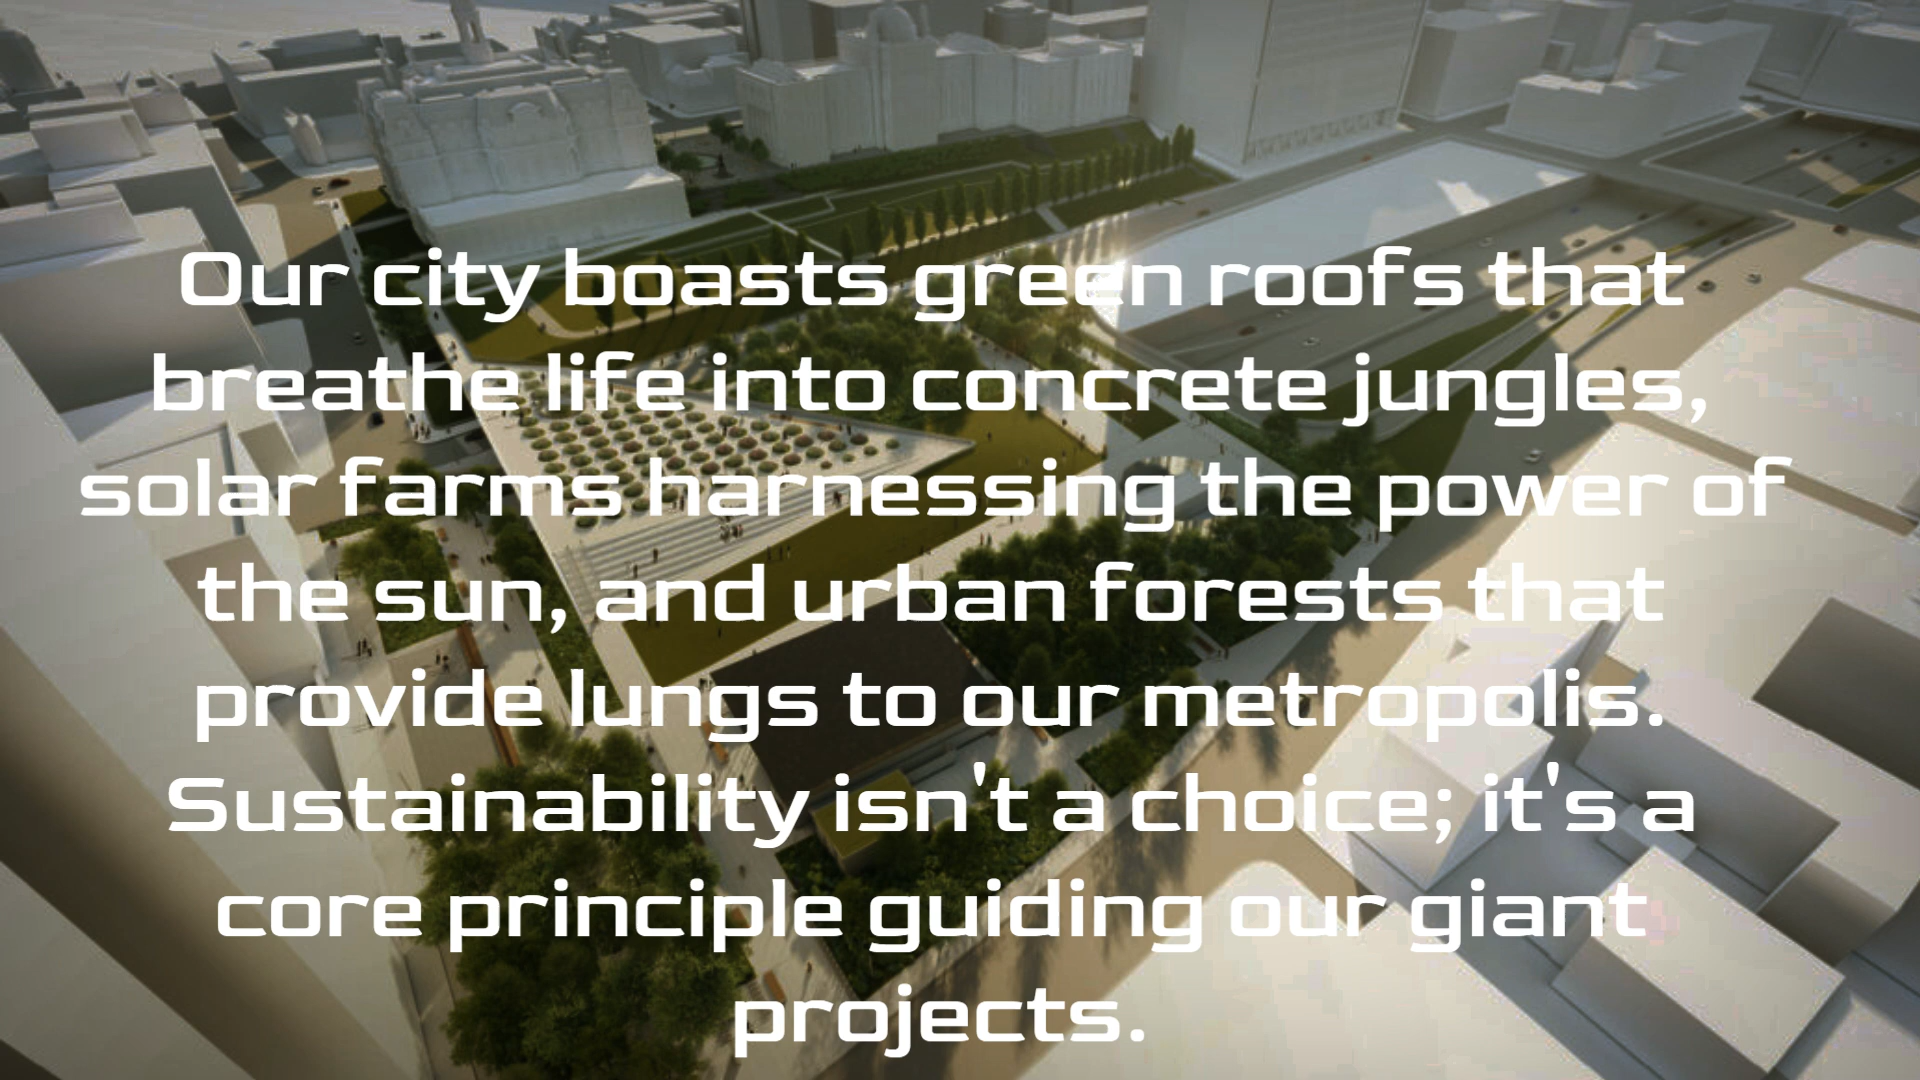 Our city boasts green roofs that
breathe life into concrete jungles,
solar farms harnessing the power of
the sun, and urban forests that
provide lungs to our metropolis.
Sustainability isn't a choice; it's a
core principle guiding our giant
projects.